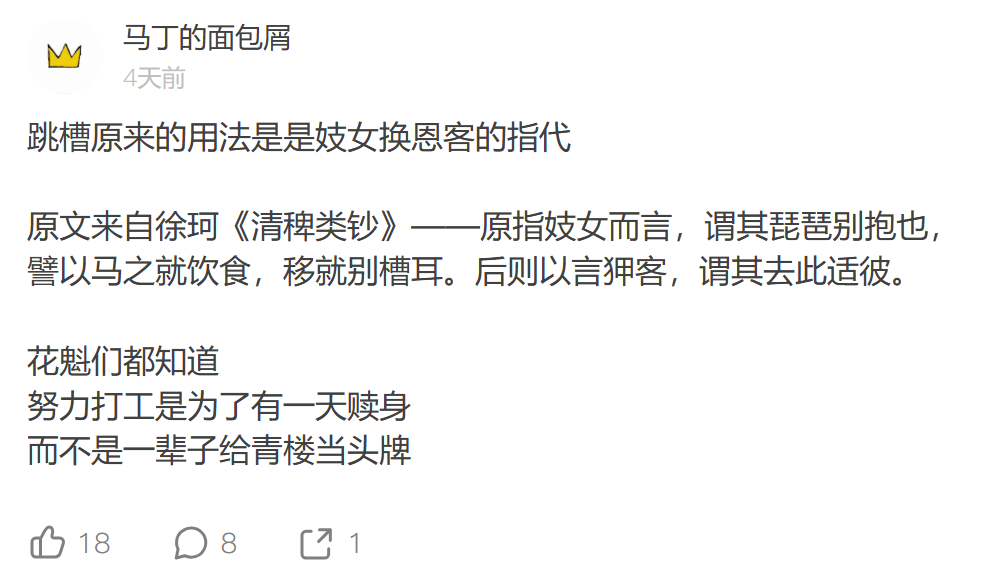 马丁的面包屑
4天前
跳槽原来的用法是是妓女换恩客的指代
原文来自徐珂《清稗类钞》——原指妓女而言，谓其琵琶别抱也，
譬以马之就饮食，移就别槽耳。后则以言狎客，谓其去此适彼。
花魁们都知道
努力打工是为了有一天赎身
而不是一辈子给青楼当头牌
18 8 1